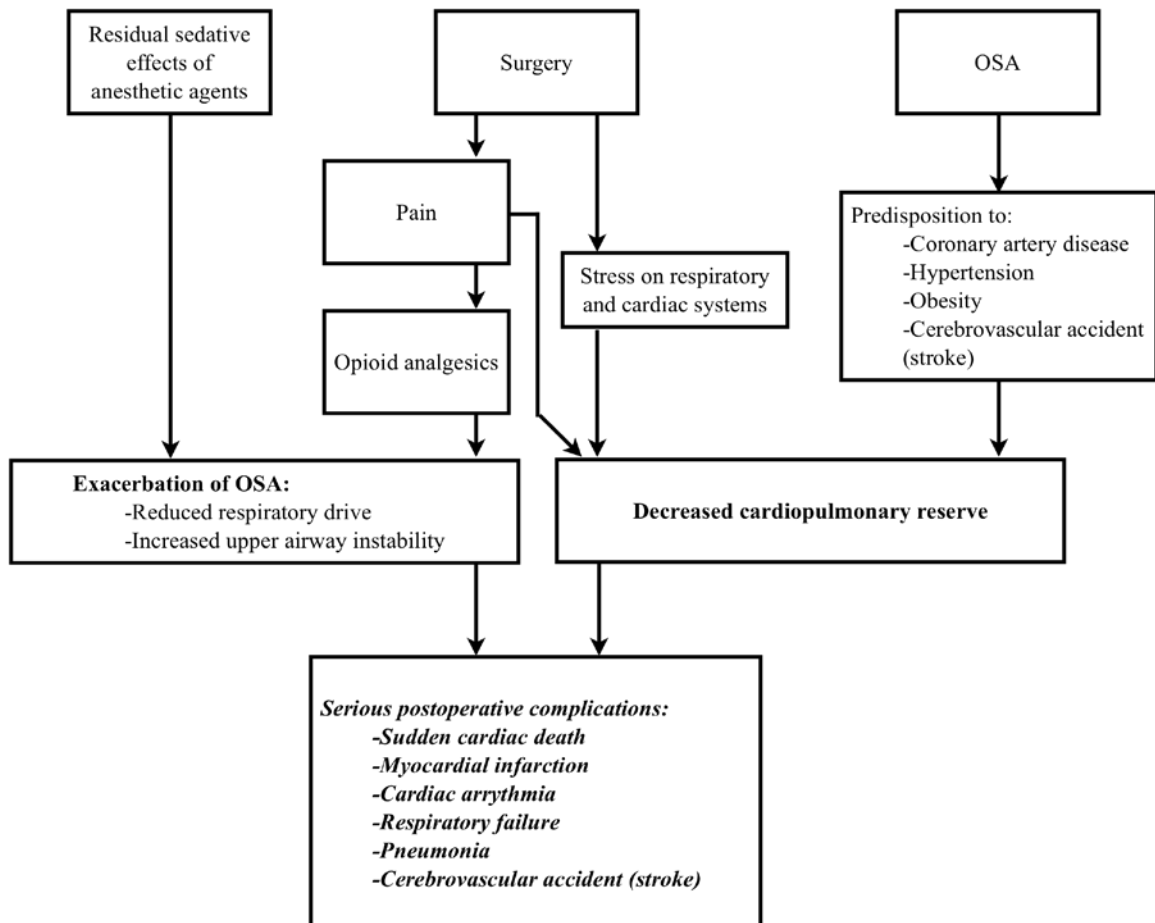 Residual sedative
effects of
anesthetic agents
Surgery
OSA
Pain
Predisposition to:
-Coronary artery disease
-Hypertension
-Obesity
-Cerebrovascular accident
(stroke)
Stress on respiratory
and cardiac systems
Opioid analgesics
Exacerbation of OSA:
-Reduced respiratory drive
-Increased upper airway instability
Decreased cardiopulmonary reserve
Serious postoperative complications:
-Sudden cardiac death
-Myocardial infarction
-Cardiac arrythmia
-Respiratory failure
-Pneumonia
-Cerebrovascular accident (stroke)